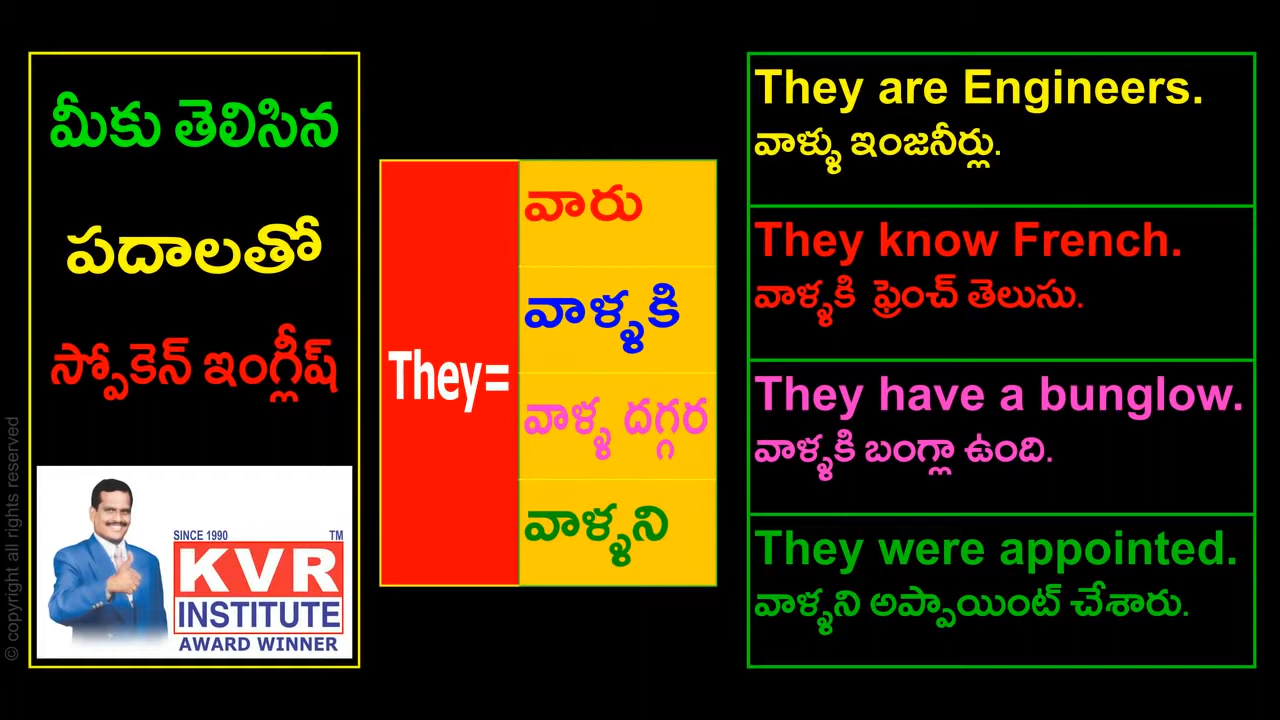 మీకు తెలిసిన
పదాలతో
స్పోకెన్ ఇంగ్లీష్
SINCE 1990 TM
KVR
INSTITUTE
AWARD WINNER
© copyright all rights reserved
They=
వారు
వాళ్ళకి
వాళ్ళ దగ్గర
వాళ్ళని
They are Engineers.
వాళ్ళు ఇంజనీర్లు.
They know French.
వాళ్ళకి ఫ్రెంచ్ తెలుసు.
They have a bunglow.
వాళ్ళకి బంగ్లా ఉంది.
They were appointed.
వాళ్ళని అప్పాయింట్ చేశారు.